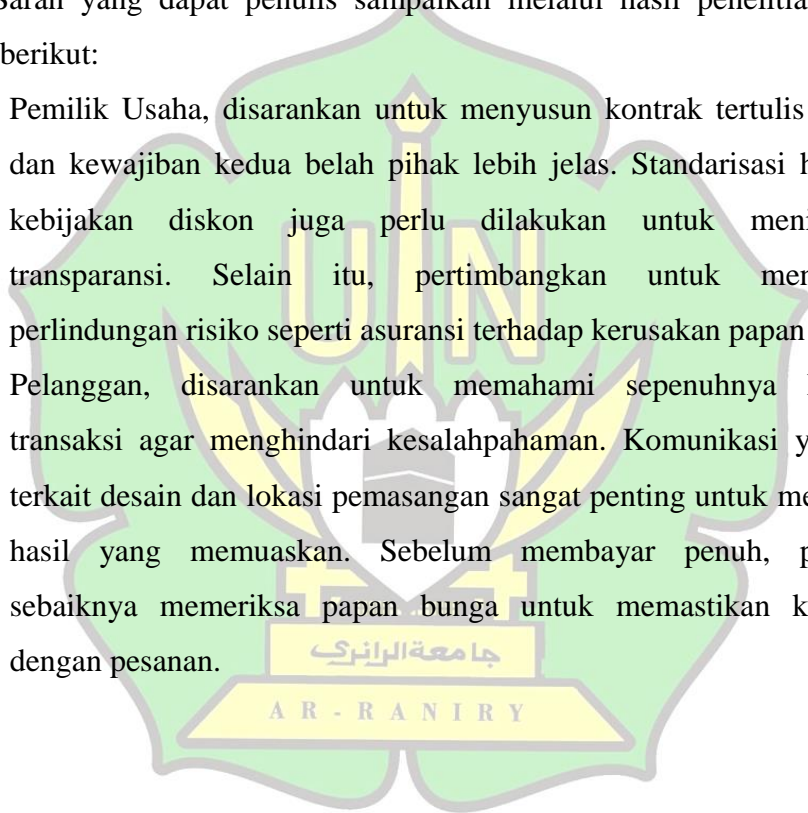 Saran yang dapat penulis sampaikan melalui hasil penelitian
berikut:
Pemilik Usaha, disarankan untuk menyusun kontrak tertulis
dan kewajiban kedua belah pihak lebih jelas. Standarisasi
kebijakan diskon juga perlu dilakukan untuk
transparansi. Selain itu, pertimbangkan untuk
perlindungan risiko seperti asuransi terhadap kerusakan papan
Pelanggan, disarankan untuk memahami sepenuhnya
transaksi agar menghindari kesalahpahaman. Komunikasi
terkait desain dan lokasi pemasangan sangat penting untuk
hasil yang memuaskan. Sebelum membayar penuh,
sebaiknya memeriksa papan bunga untuk memastikan
dengan pesanan.
UIN
جامعة الرانري
AR-RANIRY